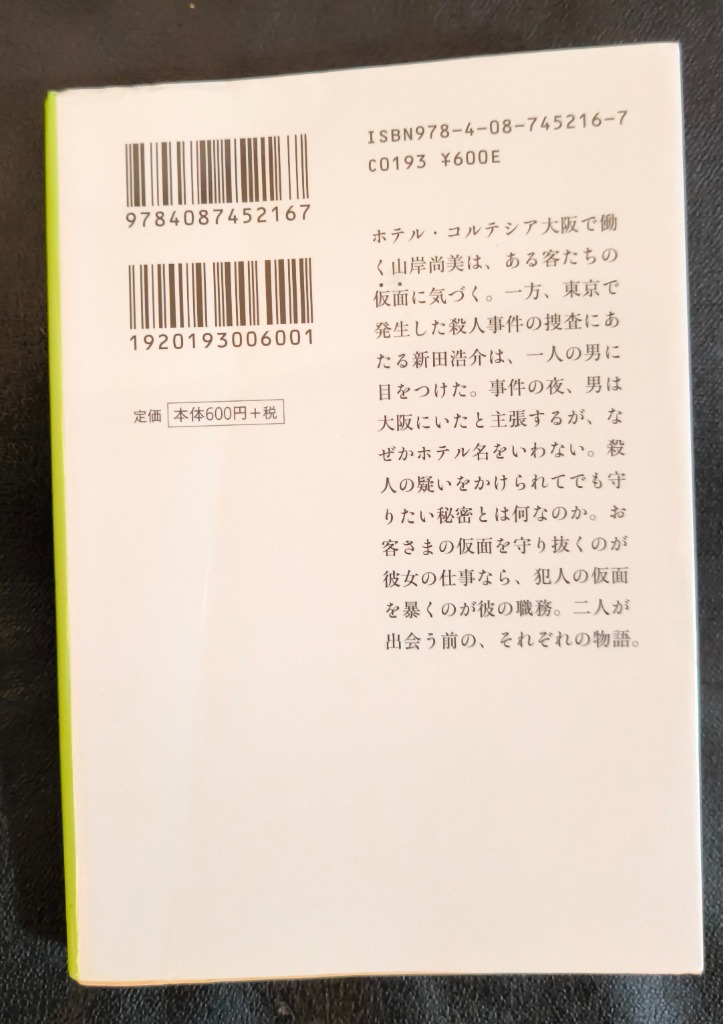 9784087452167
1920193006001
定価 本体600円+税
ISBN978-4-08-745216-7
C0193 ¥600E
ホテル・コルテシア大阪で働
く山岸尚美は、ある客たちの
仮面に気づく。一方、東京で
発生した殺人事件の捜査にあ
たる新田浩介は、一人の男に
目をつけた。事件の夜、男は
大阪にいたと主張するが、な
ぜかホテル名をいわない。殺
人の疑いをかけられてでも守
りたい秘密とは何なのか。お
客さまの仮面を守り抜くのが
彼女の仕事なら、犯人の仮面
を暴くのが彼の職務。二人が
出会う前の、それぞれの物語。